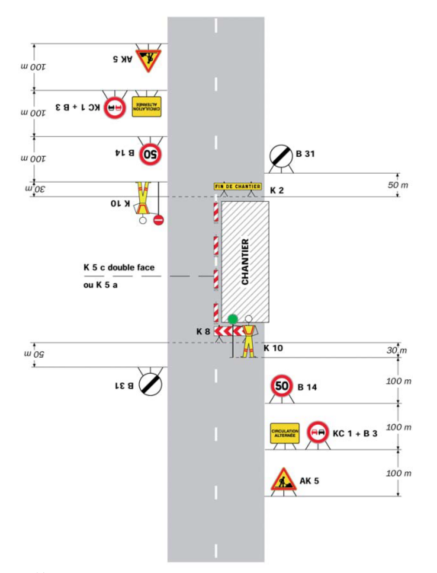 AK 5
100 m
KC 1 + B 3
CIRCULATION ALTERNÉE
100 m
50
B 14
100 m
B 31
50 m
30 m
K 10
FIN DE CHANTIER
K 2
CHANTIER
K 5 c double face
ou K 5 a
K 8
K 10
50 m
30 m
B 31
50
B 14
100 m
CIRCULATION
ALTERNÉE
KC 1 + B 3
100 m
AK 5
100 m